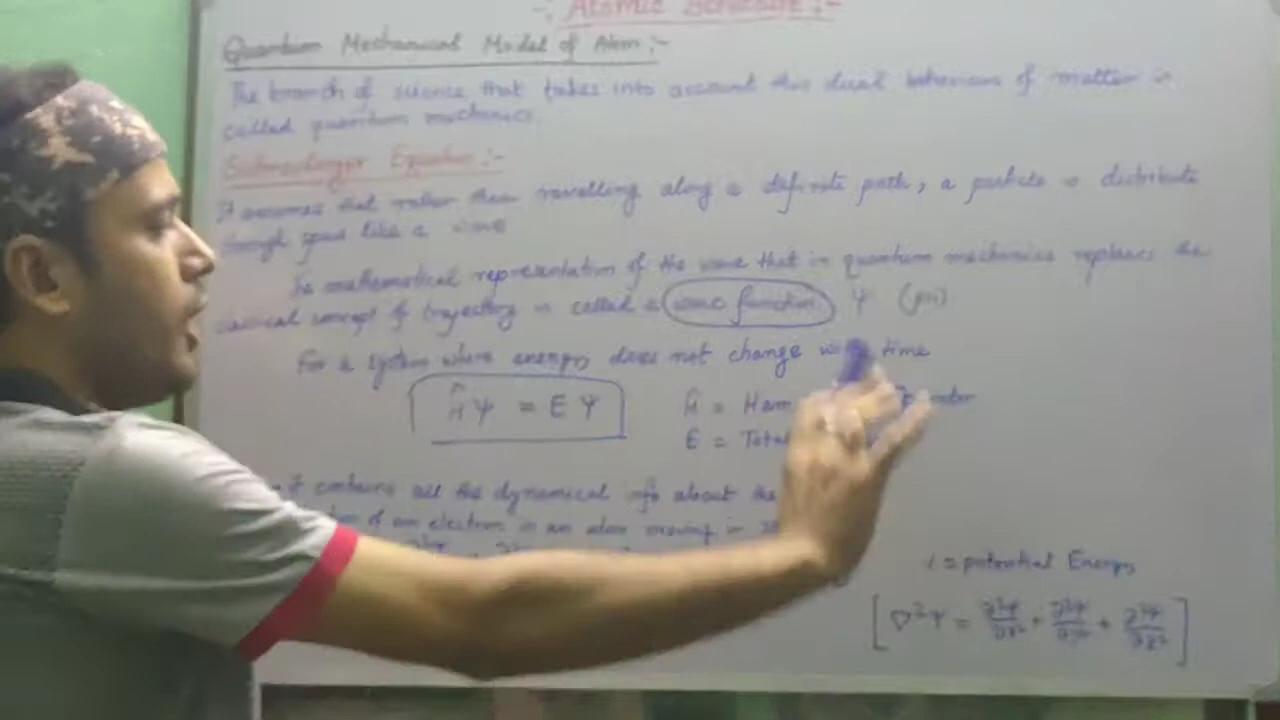 -: Atomic Structure :-
Quantum Mechanical Model of Atom :-
The branch of science that takes into account this dual behaviour of matter is
called quantum mechanics.
Schrodinger Equation :-
It assumes that rather than travelling along a definite path, a particle is distribute
through space like a wave
The mathematical representation of the wave that in quantum mechanics replaces the
classical concept of trajectory is called a wave function ψ (psi)
For a system where energy does not change time
Ĥψ = Eψ
Ĥ = Ham
E = Total
it contains all the dynamical info about the
of an electron in an atom moving in
= potential Energy
[∇²ψ = ∂²ψ/∂x² + ∂²ψ/∂y² + ∂²ψ/∂z²]